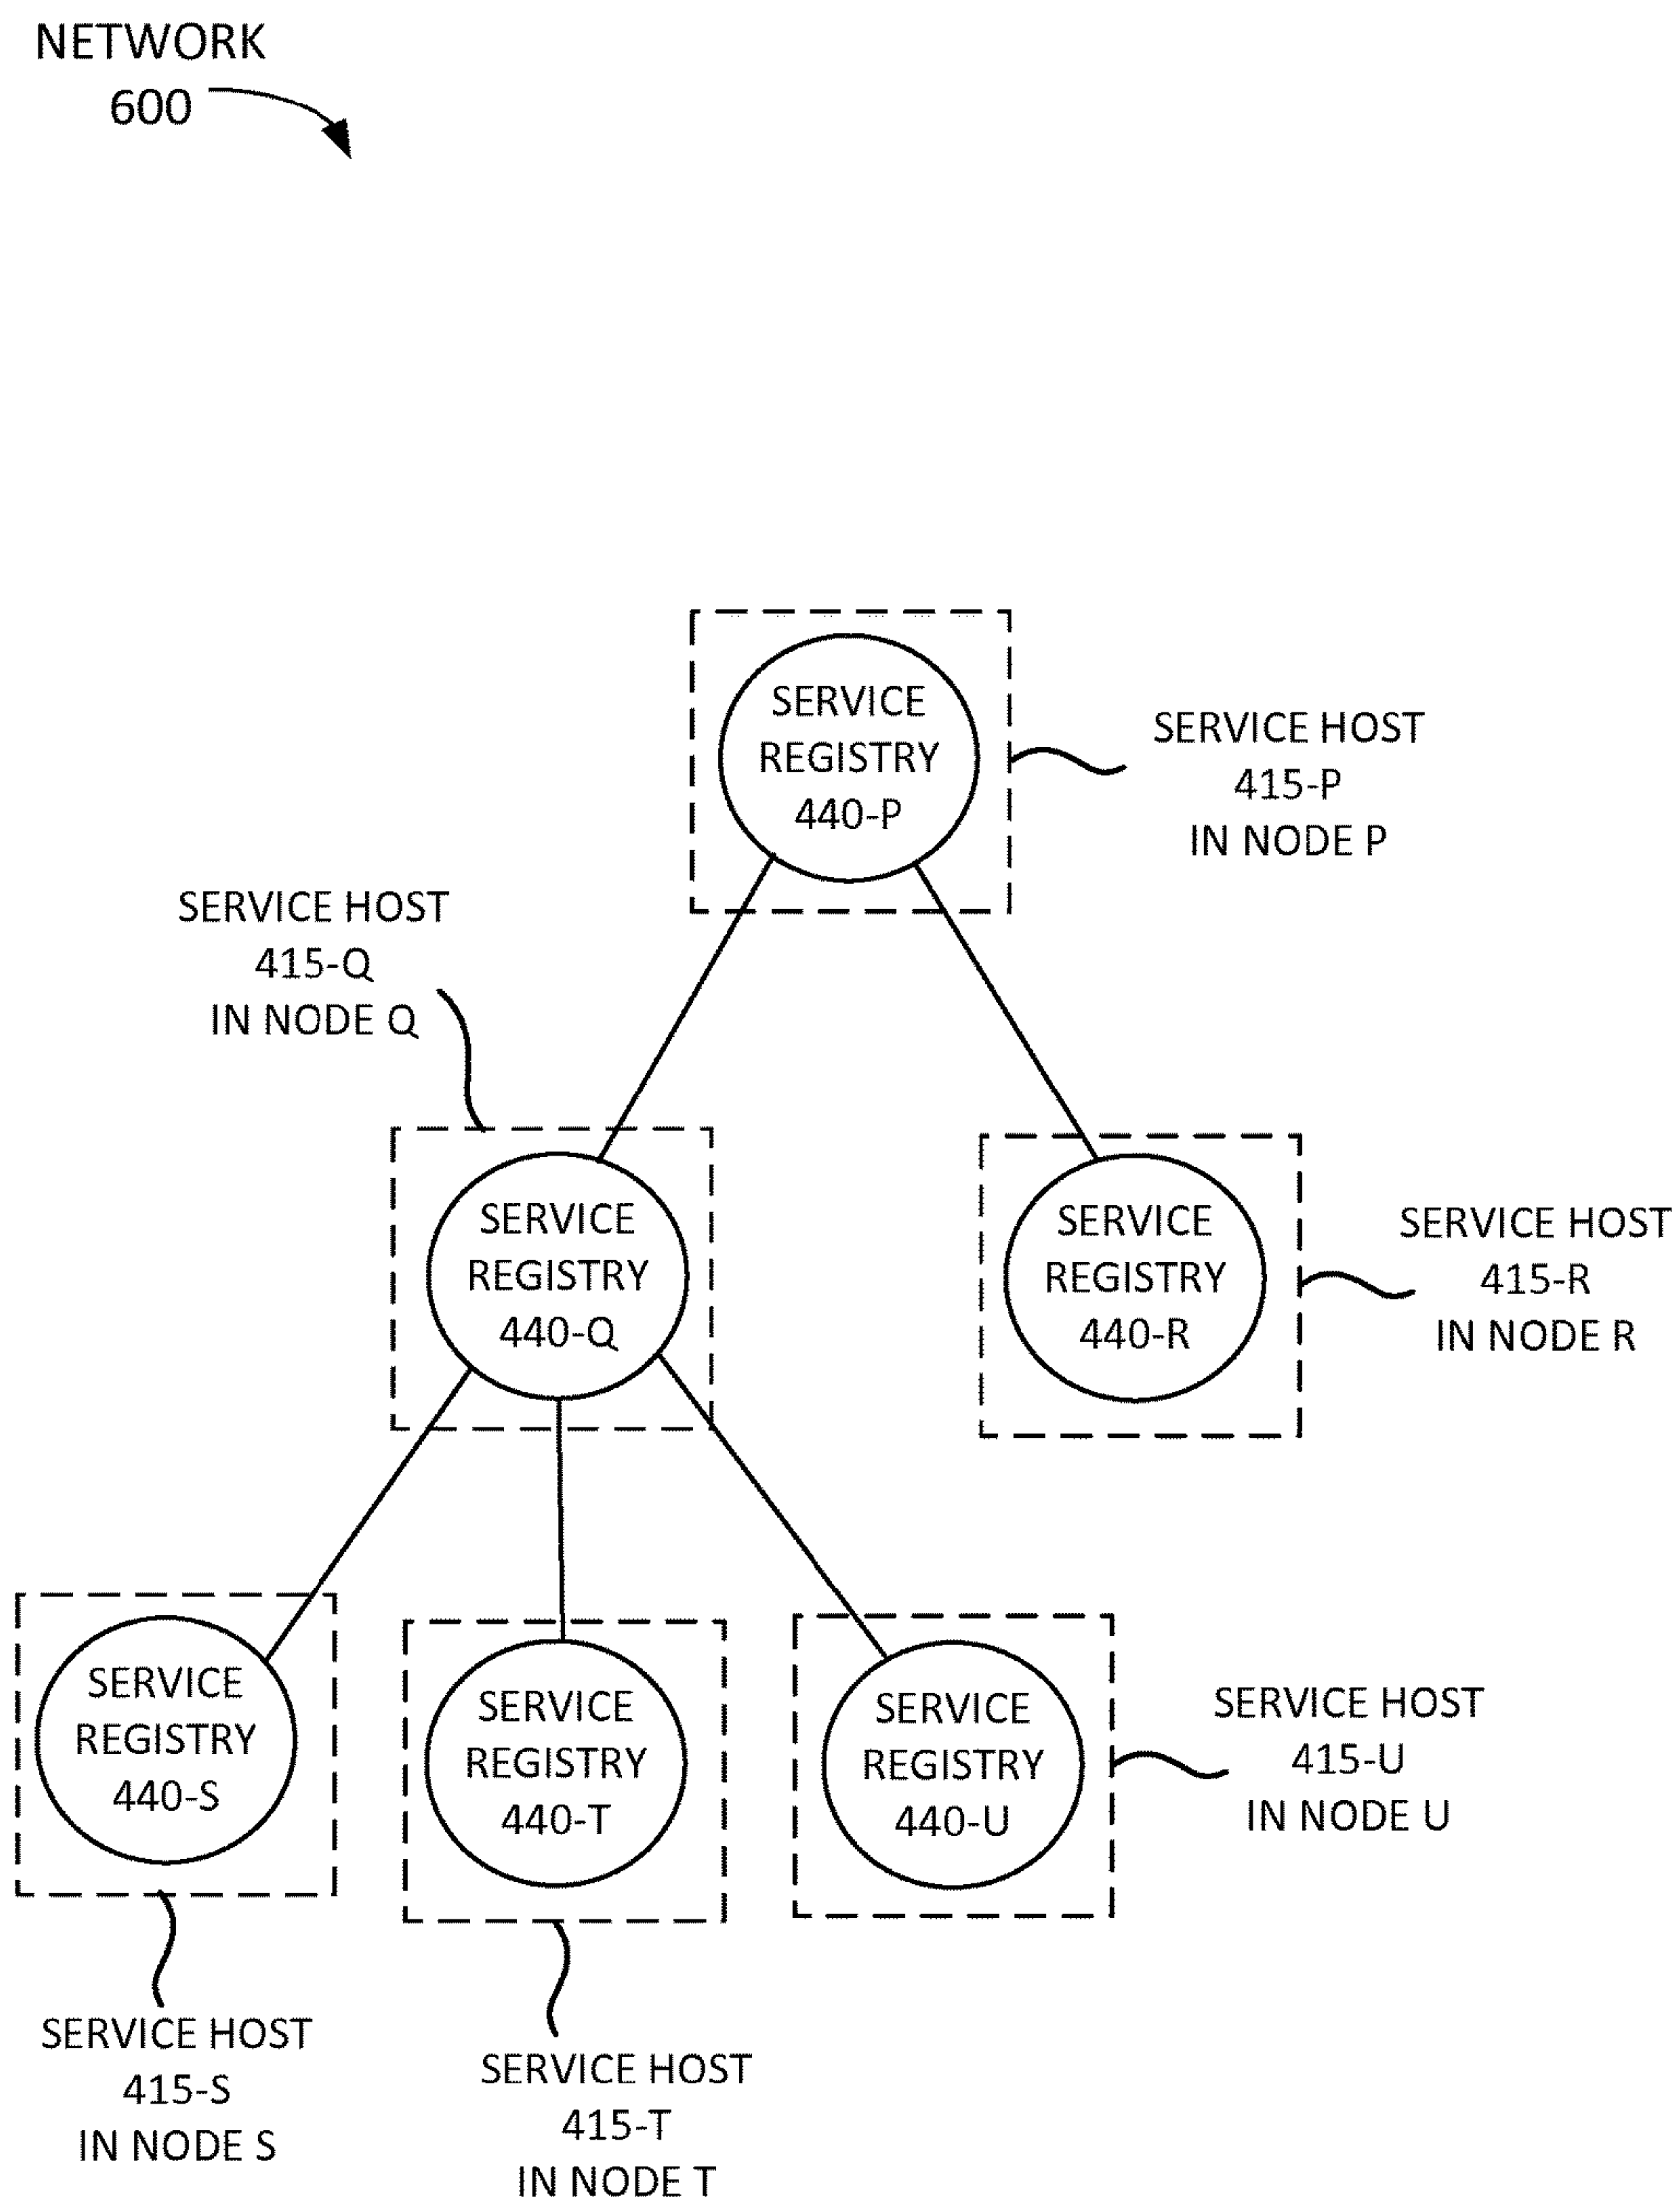 NETWORK
600
SERVICE
REGISTRY
440-P
SERVICE HOST
415-P
IN NODE P
SERVICE HOST
415-Q
IN NODE Q
SERVICE
REGISTRY
440-Q
SERVICE
REGISTRY
440-R
SERVICE HOST
415-R
IN NODE R
SERVICE
REGISTRY
440-S
SERVICE
REGISTRY
440-T
SERVICE
REGISTRY
440-U
SERVICE HOST
415-U
IN NODE U
SERVICE HOST
415-S
IN NODE S
SERVICE HOST
415-T
IN NODE T